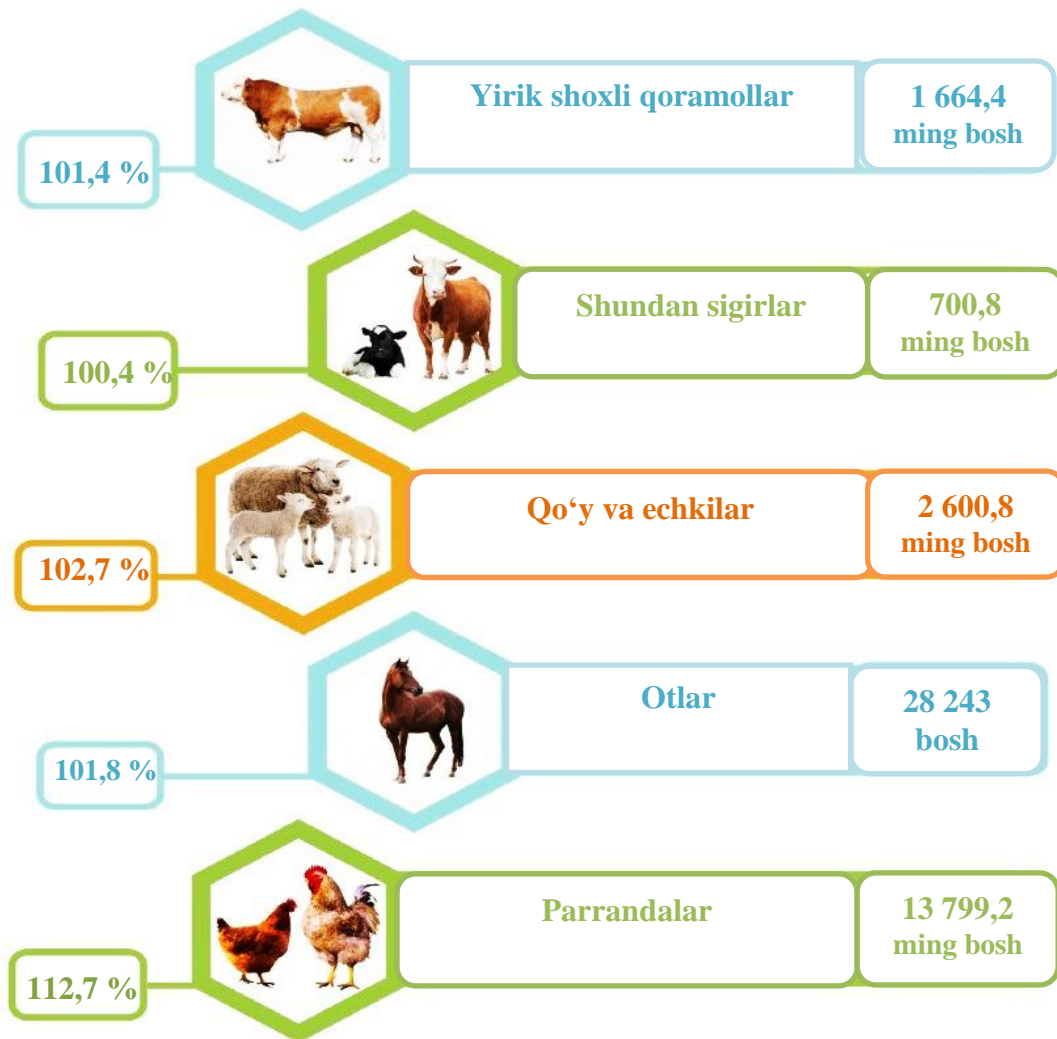 Yirik shoxli qoramollar
1 664,4
ming bosh
101,4 %
Shundan sigirlar
700,8
ming bosh
100,4 %
Qo‘y va echkilar
2 600,8
ming bosh
102,7 %
Otlar
28 243
bosh
101,8 %
Parrandalar
13 799,2
ming bosh
112,7 %